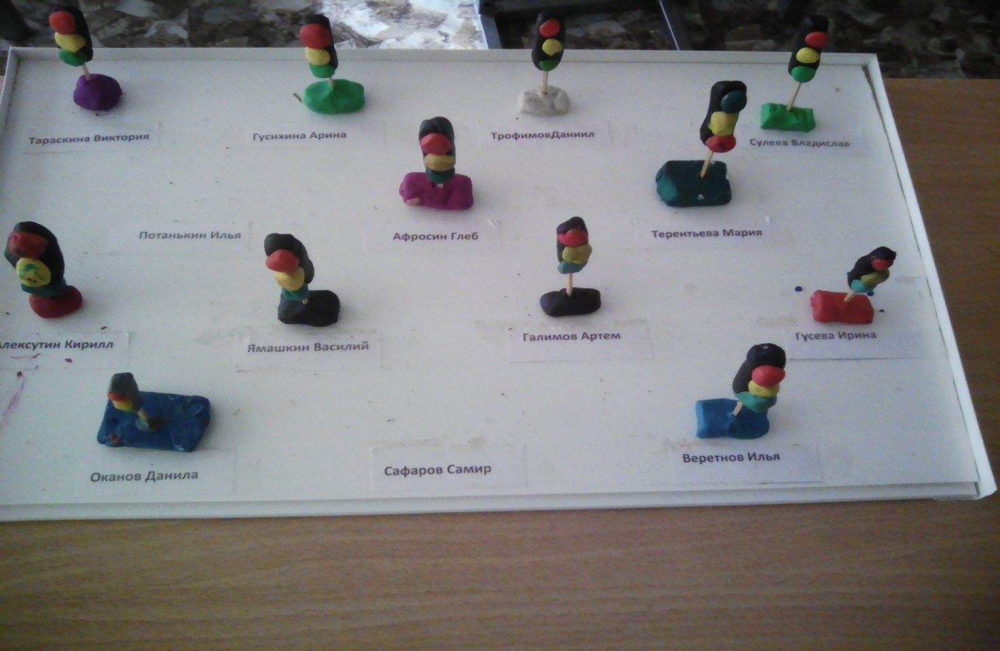 Тараскина Виктория
Гусихина Арина
ТрофимовДаниил
Сулеев Владислав
Потанькин Илья
Афросин Глеб
Терентьева Мария
лексутин Кирилл
Ямашкин Василий
Галимов Артем
Гусева Ирина
Оканов Данила
Сафаров Самир
Веретнов Илья